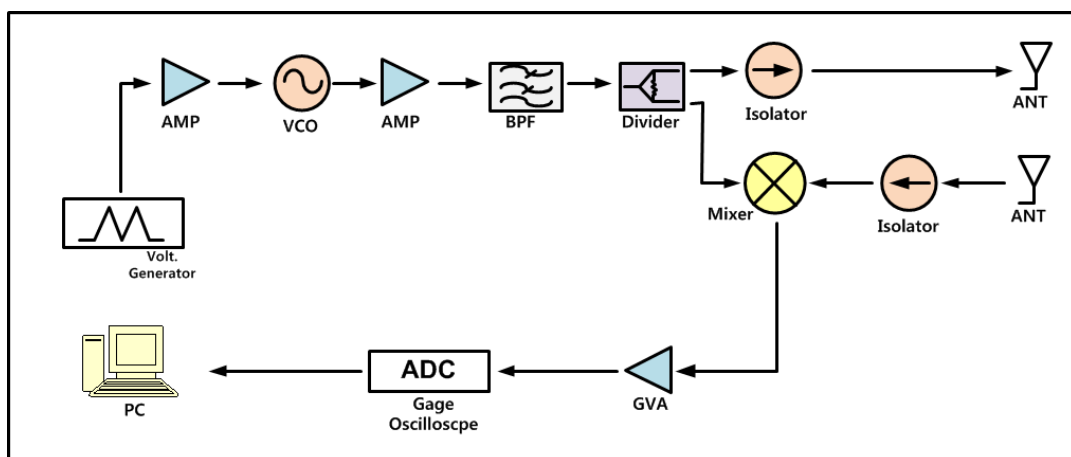 AMP
VCO
AMP
BPF
Divider
Isolator
ANT
Mixer
Isolator
ANT
Volt.
Generator
PC
ADC
Gage
Oscilloscpe
GVA